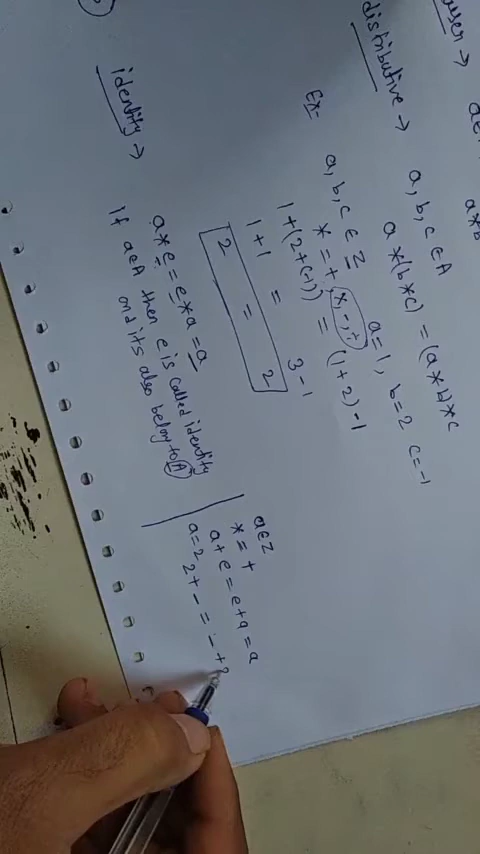 distributive →
a, b, c ∈ A
a * (b * c) = (a * b) * c
Ex-
a, b, c ∈ Z
a = 1, b = 2 c = -1
* = + (x, -, +)
1 + (2 + (-1)) = (1 + 2) - 1
1 + 1 = 3 - 1
2 = 2
identity →
a * e = e * a = a
If a ∈ A then e is called identity
and its also belong to A
a ∈ Z
* = +
a + e = e + a = a
a = 2 2 + - = - + 2